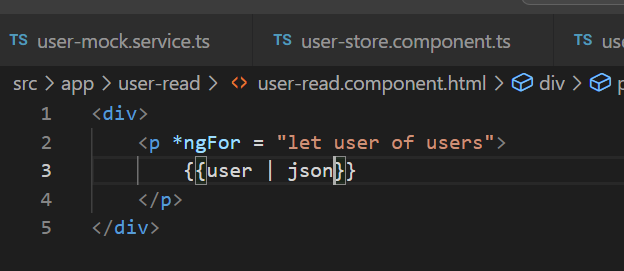 TS user-mock.service.ts TS user-store.component.ts TS use
src > app > user-read > <> user-read.component.html > div > p
1 <div>
2 <p *ngFor = "let user of users">
3 {{user | json}}
4 </p>
5 </div>